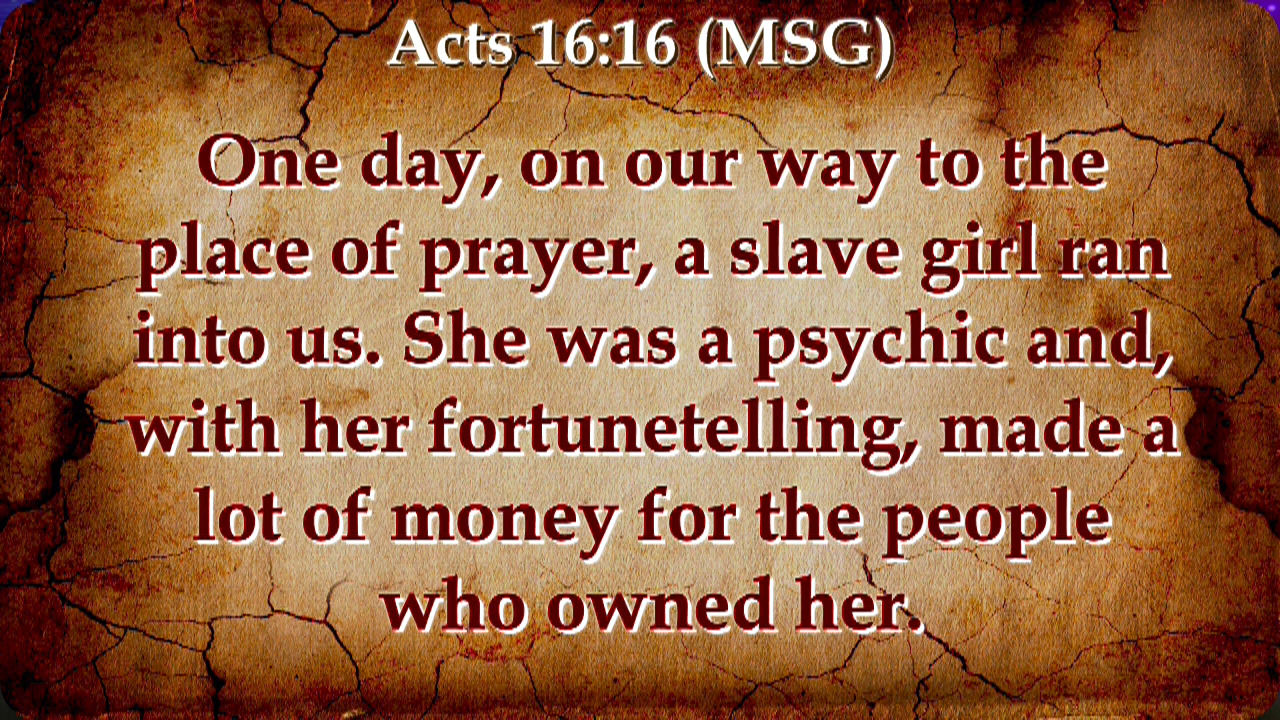 Acts 16:16 (MSG)
One day, on our way to the
place of prayer, a slave girl ran
into us. She was a psychic and,
with her fortunetelling, made a
lot of money for the people
who owned her.